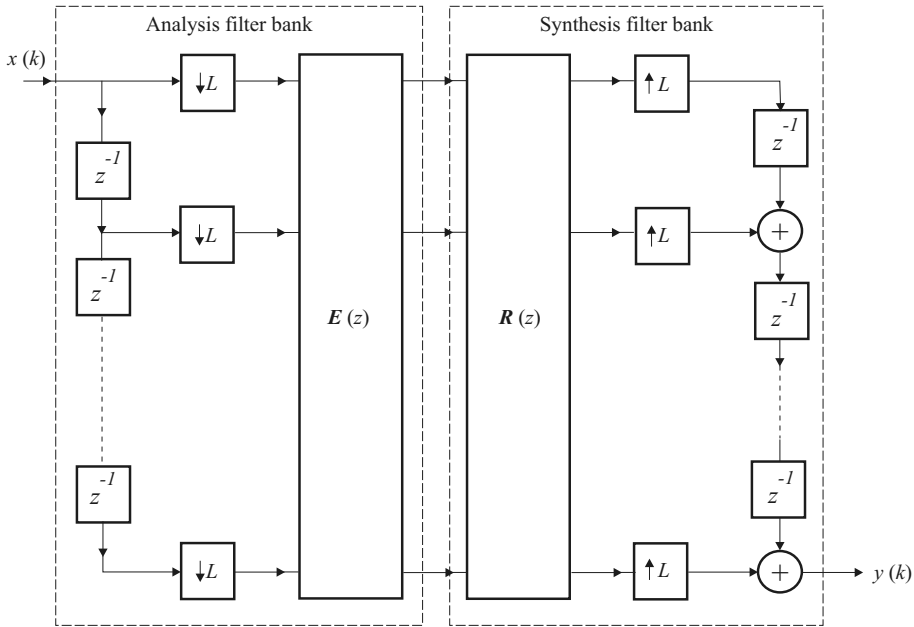 Analysis filter bank
Synthesis filter bank
x (k)
↓L
↑L
z⁻¹
z⁻¹
↓L
↑L
+
z⁻¹
z⁻¹
E (z)
R (z)
z⁻¹
z⁻¹
↓L
↑L
+
y (k)